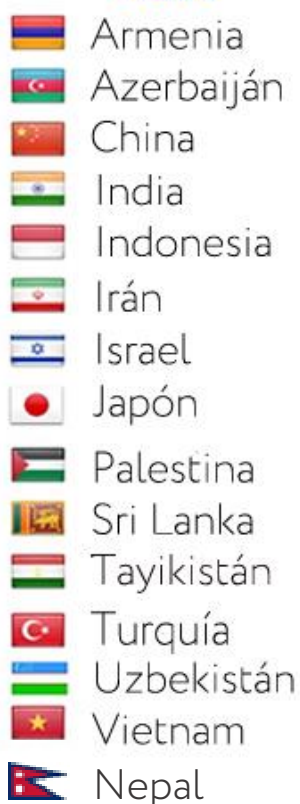 Armenia
Azerbaiján
China
India
Indonesia
Irán
Israel
Japón
Palestina
Sri Lanka
Tayikistán
Turquía
Uzbekistán
Vietnam
Nepal